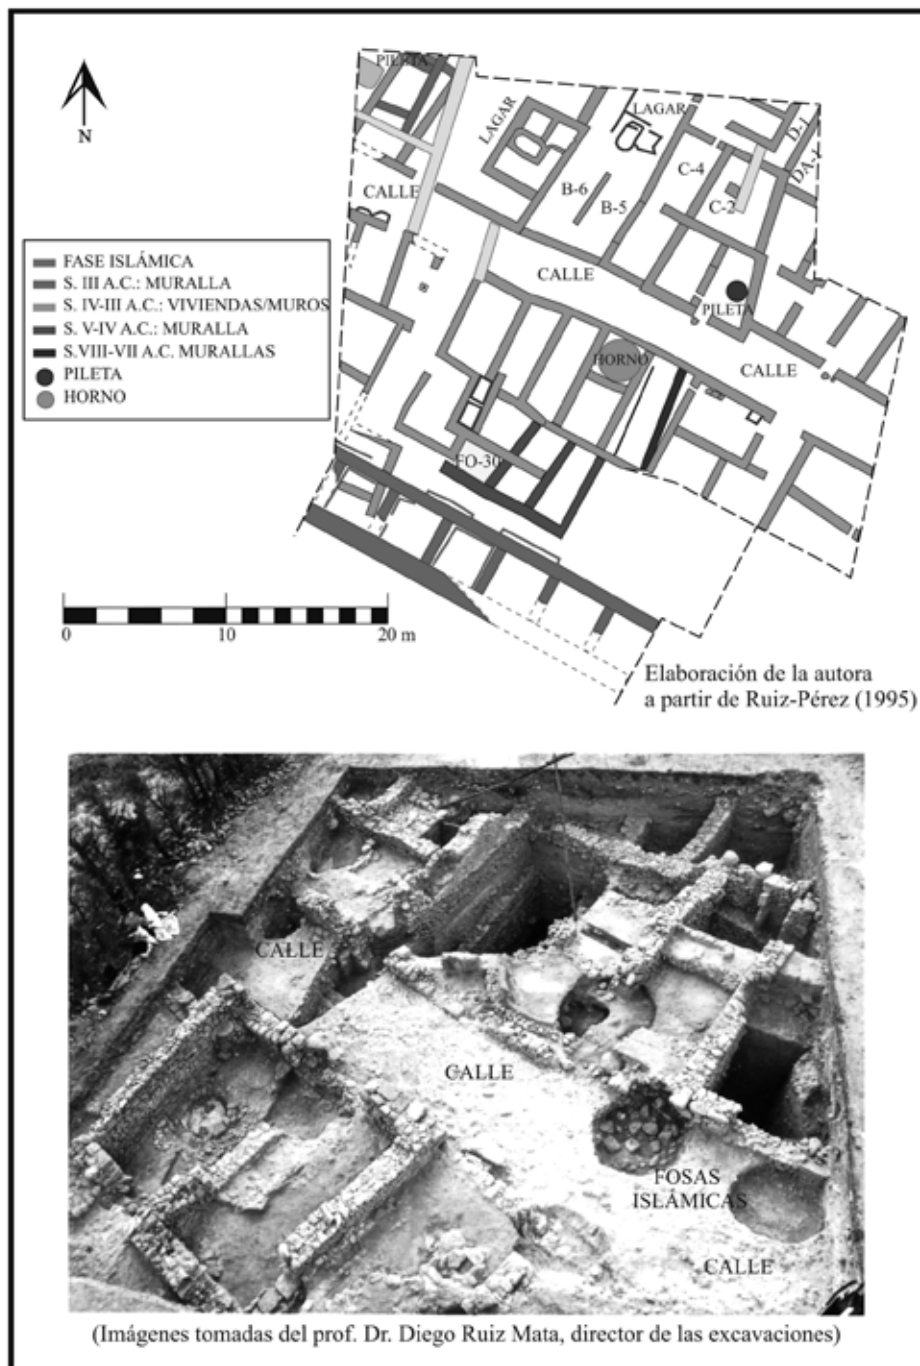 PILETA
N
LAGAR
LAGAR
D-1
DA-1
CALLE
C-4
B-6
B-5
C-2
FASE ISLÁMICA
S. III A.C.: MURALLA
S. IV-III A.C.: VIVIENDAS/MUROS
S. V-IV A.C.: MURALLA
S.VIII-VII A.C. MURALLAS
PILETA
HORNO
CALLE
PILETA
HORNO
CALLE
FO-30
0
10
20 m
Elaboración de la autora
a partir de Ruiz-Pérez (1995)
CALLE
CALLE
FOSAS
ISLÁMICAS
CALLE
(Imágenes tomadas del prof. Dr. Diego Ruiz Mata, director de las excavaciones)